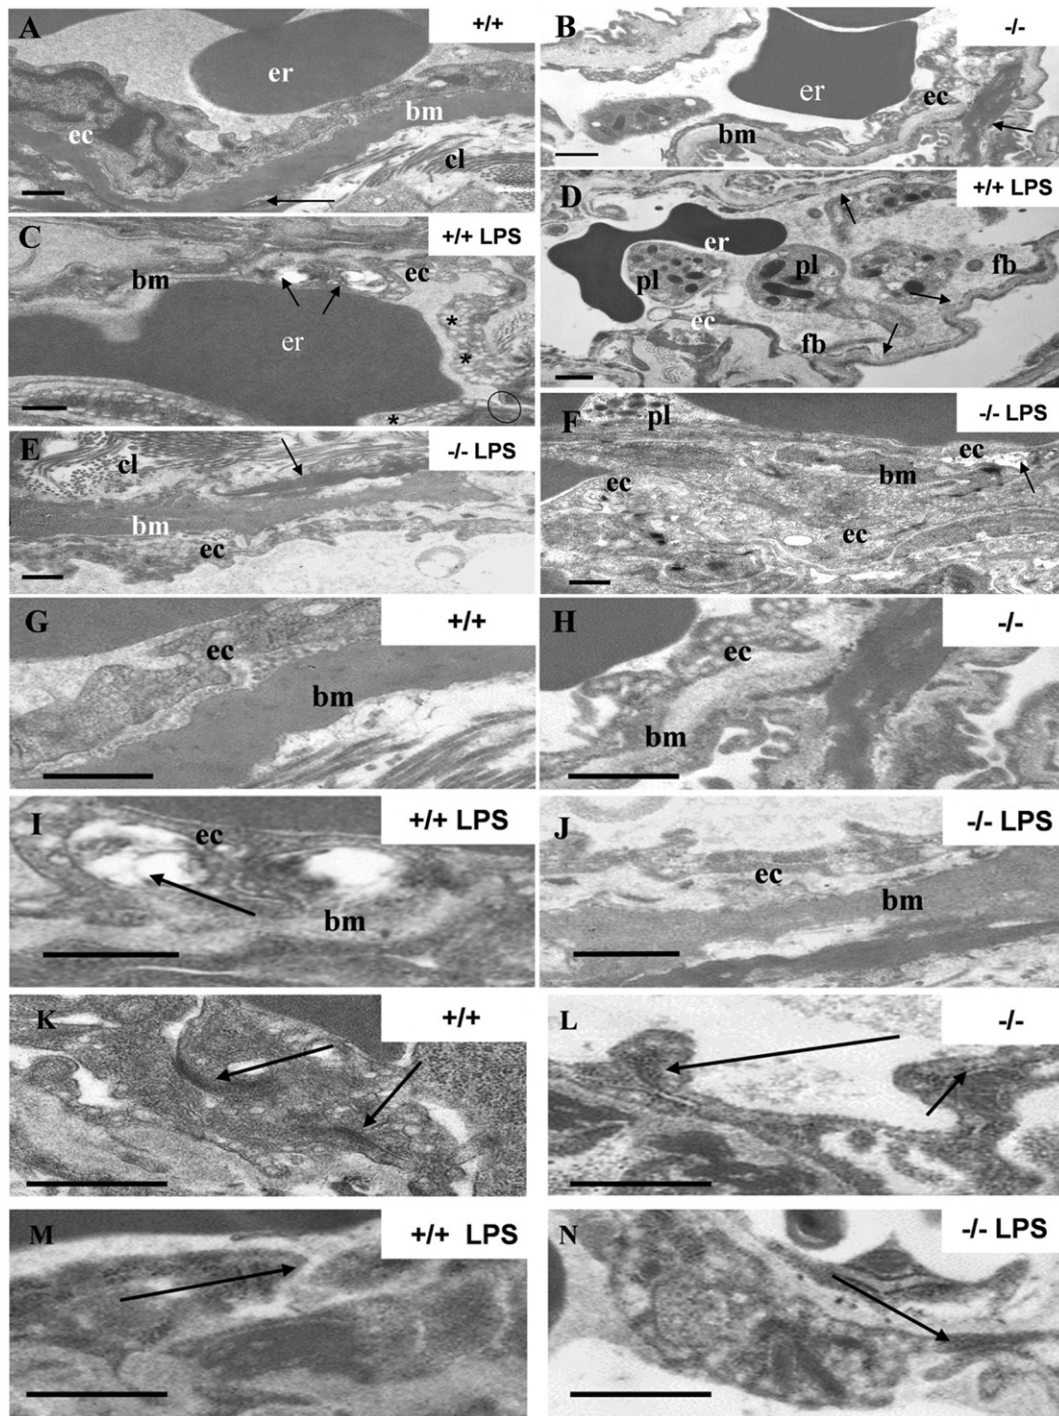 A +/+
er
bm
ec
cl
B -/-
er
ec
bm
C +/+ LPS
bm
ec
er
*
*
*
D +/+ LPS
er
pl
pl
fb
ec
fb
E -/- LPS
cl
bm
ec
F -/- LPS
pl
ec
bm
ec
ec
G +/+
ec
bm
H -/-
ec
bm
I +/+ LPS
ec
bm
J -/- LPS
ec
bm
K +/+
L -/-
M +/+ LPS
N -/- LPS